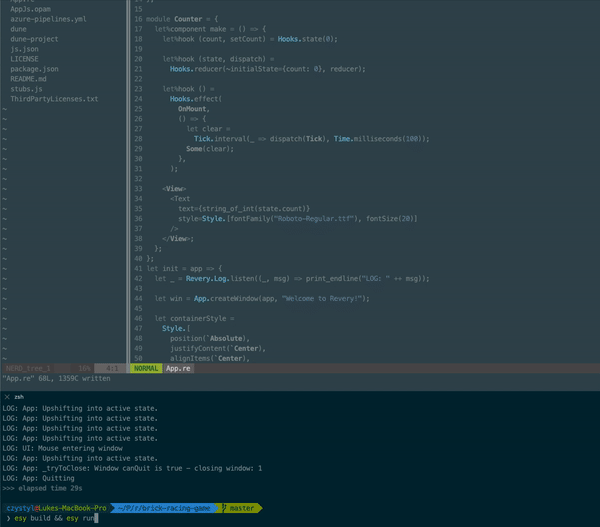 AppJs.opam
azure-pipelines.yml
dune
dune-project
js.json
LICENSE
package.json
README.md
stubs.js
ThirdPartyLicenses.txt
15
16 module Counter = {
17 let%component make = () => {
18 let%hook (count, setCount) = Hooks.state(0);
19
20 let%hook (state, dispatch) =
21 Hooks.reducer(~initialState={count: 0}, reducer);
22
23 let%hook () =
24 Hooks.effect(
25 OnMount,
26 () => {
27 let clear =
28 Tick.interval(_ => dispatch(Tick), Time.milliseconds(100));
29 Some(clear);
30 },
31 );
32
33 <View>
34 <Text
35 text={string_of_int(state.count)}
36 style=Style.[fontFamily("Roboto-Regular.ttf"), fontSize(20)]
37 />
38 </View>;
39 };
40 };
41 let init = app => {
42 let _ = Revery.Log.listen((_, msg) => print_endline("LOG: " ++ msg));
43
44 let win = App.createWindow(app, "Welcome to Revery!");
45
46 let containerStyle =
47 Style.[
48 position(`Absolute),
49 justifyContent(`Center),
50 alignItems(`Center),
NERD_tree_1 10% 4:1 NORMAL App.re
"App.re" 68L, 1359C written
zsh
LOG: App: Upshifting into active state.
LOG: App: Upshifting into active state.
LOG: App: Upshifting into active state.
LOG: App: Upshifting into active state.
LOG: UI: Mouse entering window
LOG: App: Upshifting into active state.
LOG: App: _tryToClose: Window canQuit is true - closing window: 1
LOG: App: Quitting
>>> elapsed time 29s
czystyl@Lukes-MacBook-Pro ~/P/r/brick-racing-game master
❯ esy build && esy run